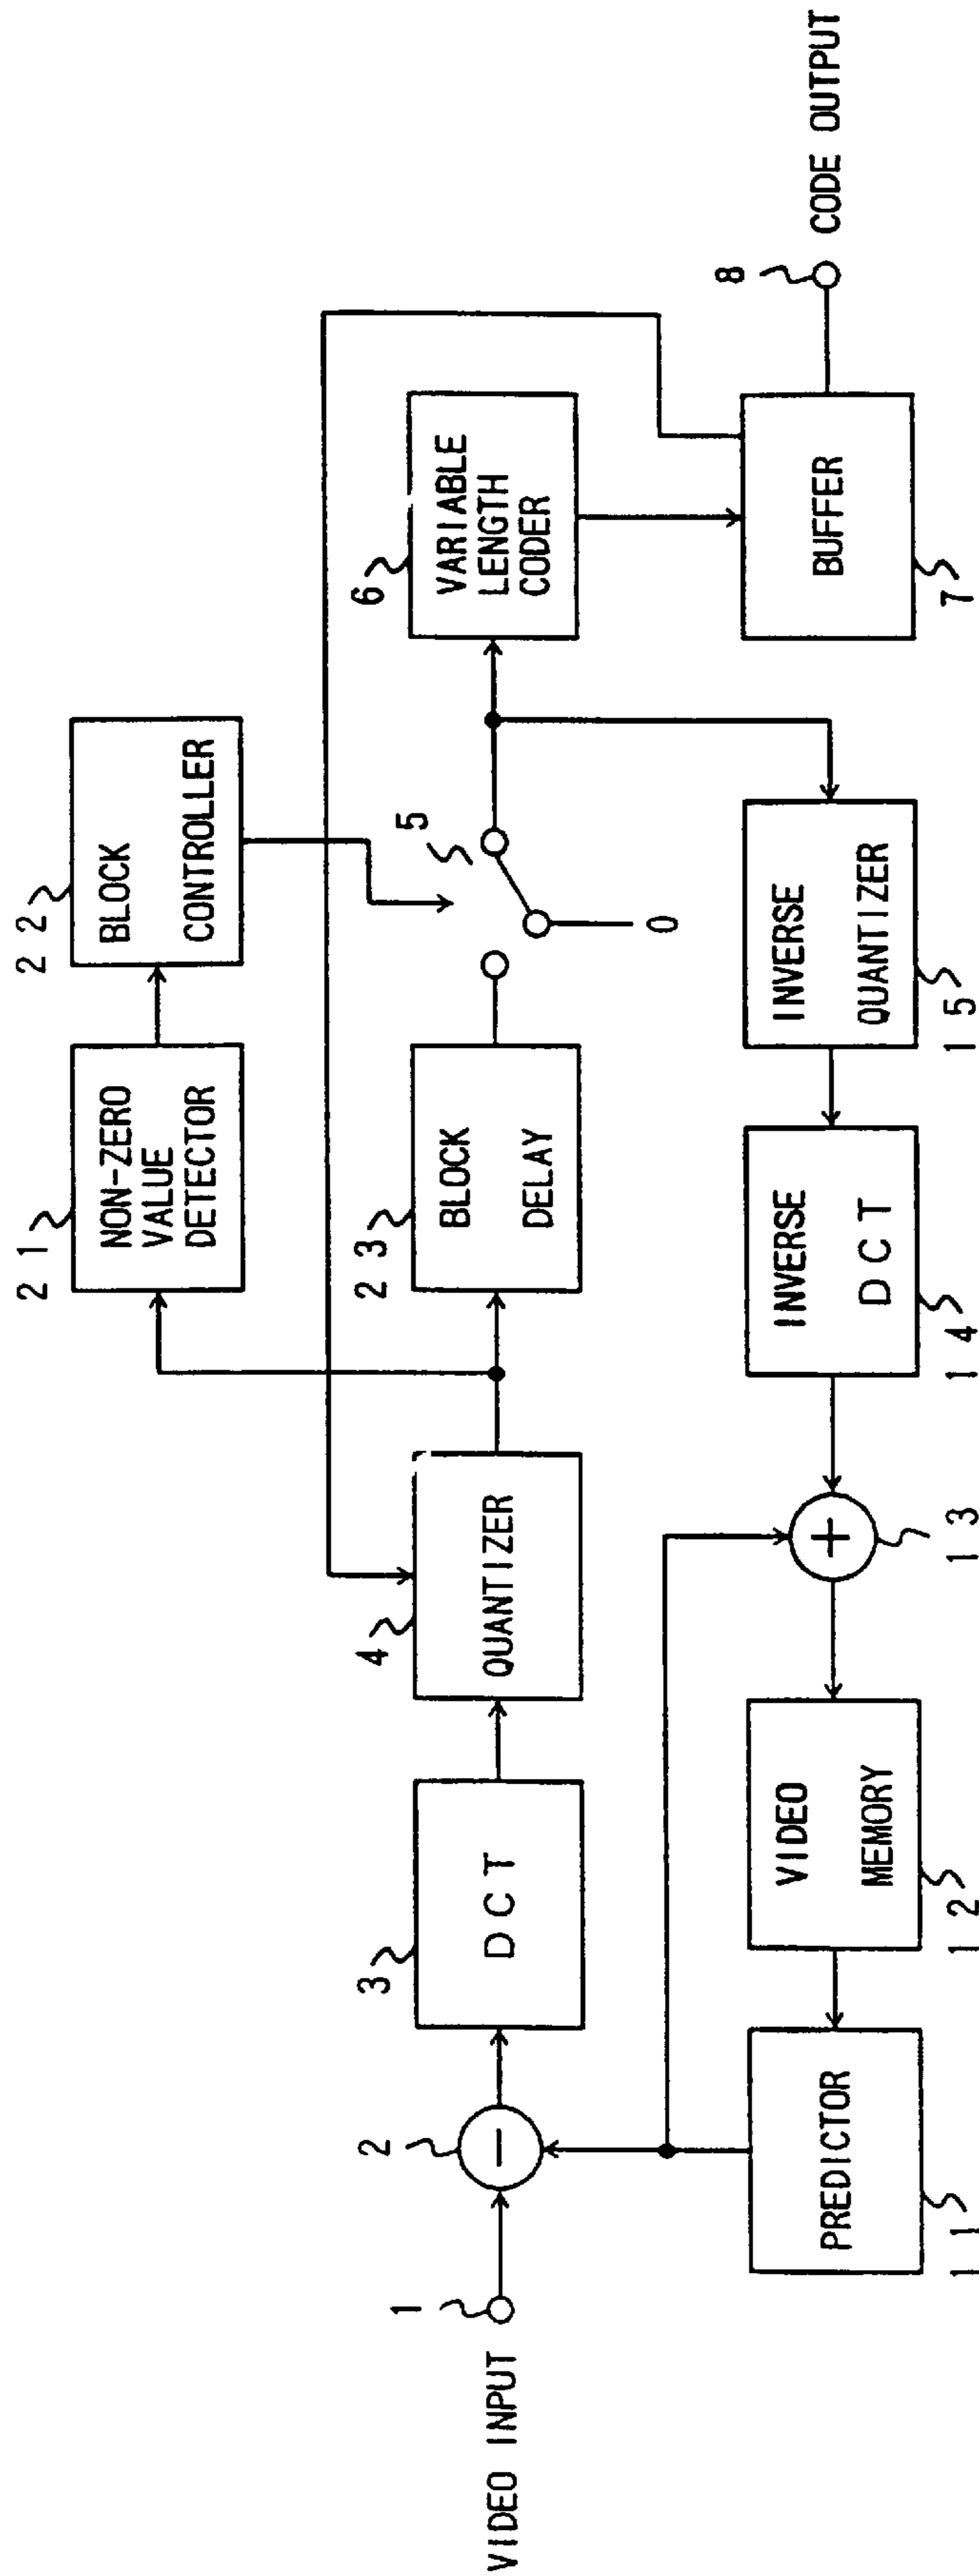 21
22
NON-ZERO
VALUE
DETECTOR
BLOCK
CONTROLLER
VIDEO INPUT
1
2
3
DCT
4
QUANTIZER
23
BLOCK
DELAY
5
0
6
VARIABLE
LENGTH
CODER
8
CODE OUTPUT
BUFFER
7
PREDICTOR
11
VIDEO
MEMORY
12
+
13
INVERSE
DCT
14
INVERSE
QUANTIZER
15
−